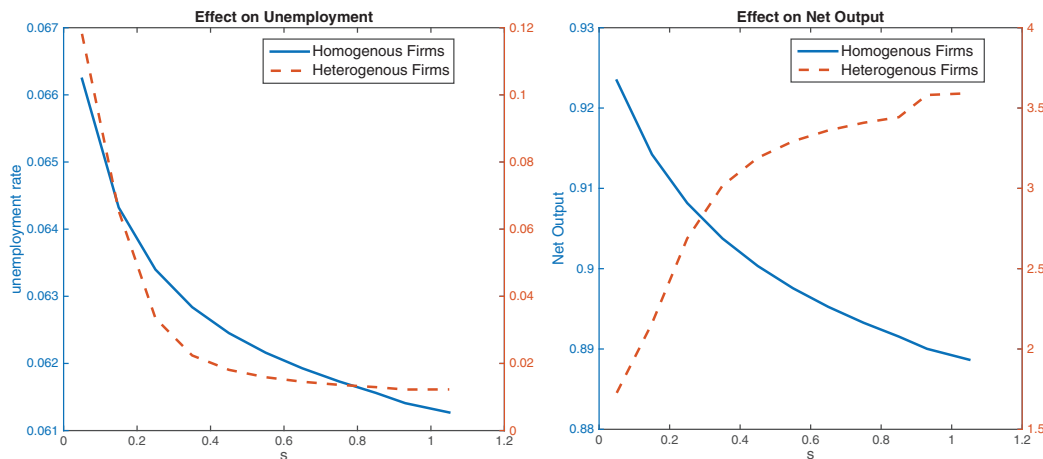 Effect on Unemployment
0.067
0.066
0.065
0.064
0.063
0.062
0.061
unemployment rate
Homogenous Firms
Heterogenous Firms
0.12
0.1
0.08
0.06
0.04
0.02
0
0 0.2 0.4 0.6 0.8 1 1.2
s
Effect on Net Output
0.93
0.92
0.91
0.9
0.89
0.88
Net Output
Homogenous Firms
Heterogenous Firms
4
3.5
3
2.5
2
1.5
0 0.2 0.4 0.6 0.8 1 1.2
s